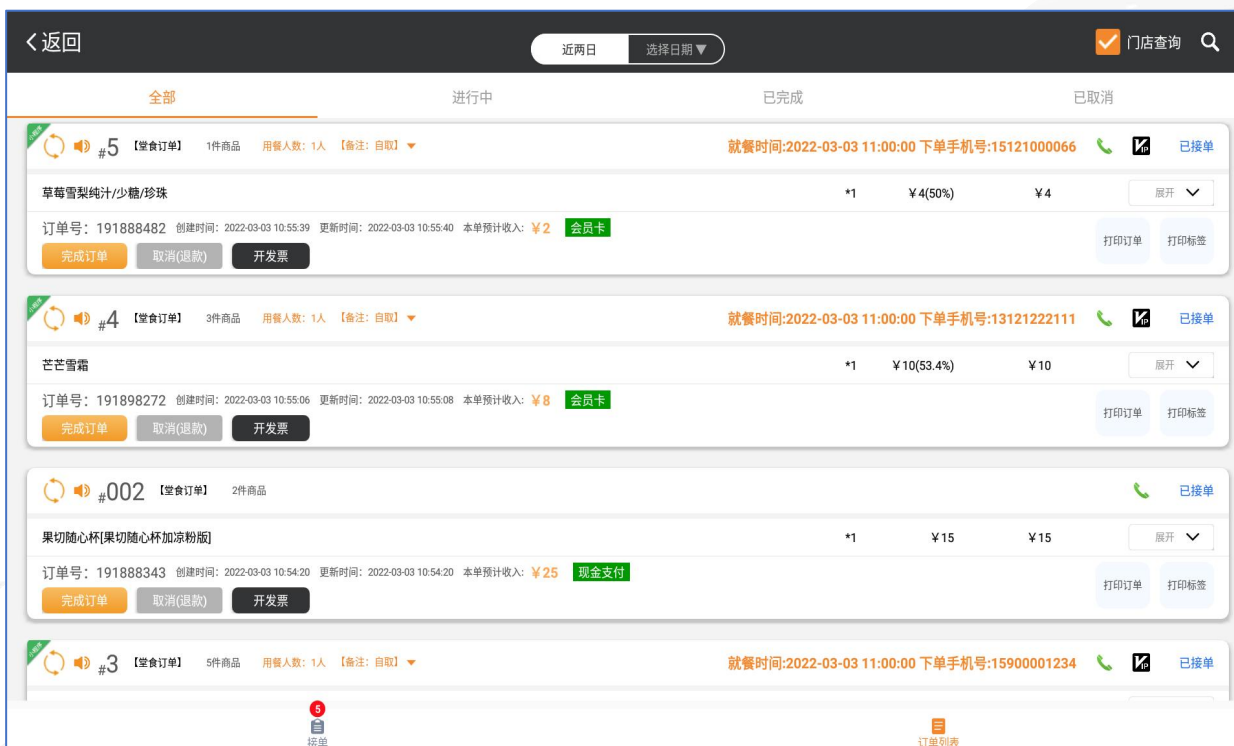 返回 近两日 选择日期▼ 门店查询
全部 进行中 已完成 已取消
小程序 #5 【堂食订单】 1件商品 用餐人数: 1人 【备注: 自取】 就餐时间:2022-03-03 11:00:00 下单手机号:15121000066 VIP 已接单
草莓雪梨纯汁/少糖/珍珠 *1 ￥4(50%) ￥4 展开
订单号: 191888482 创建时间: 2022-03-03 10:55:39 更新时间: 2022-03-03 10:55:40 本单预计收入: ￥2 会员卡
完成订单 取消(退款) 开发票 打印订单 打印标签
小程序 #4 【堂食订单】 3件商品 用餐人数: 1人 【备注: 自取】 就餐时间:2022-03-03 11:00:00 下单手机号:13121222111 VIP 已接单
芒芒雪霜 *1 ￥10(53.4%) ￥10 展开
订单号: 191898272 创建时间: 2022-03-03 10:55:06 更新时间: 2022-03-03 10:55:08 本单预计收入: ￥8 会员卡
完成订单 取消(退款) 开发票 打印订单 打印标签
#002 【堂食订单】 2件商品 已接单
果切随心杯[果切随心杯加凉粉版] *1 ￥15 ￥15 展开
订单号: 191888343 创建时间: 2022-03-03 10:54:20 更新时间: 2022-03-03 10:54:20 本单预计收入: ￥25 现金支付
完成订单 取消(退款) 开发票 打印订单 打印标签
小程序 #3 【堂食订单】 5件商品 用餐人数: 1人 【备注: 自取】 就餐时间:2022-03-03 11:00:00 下单手机号:15900001234 VIP 已接单
5
接单 订单列表